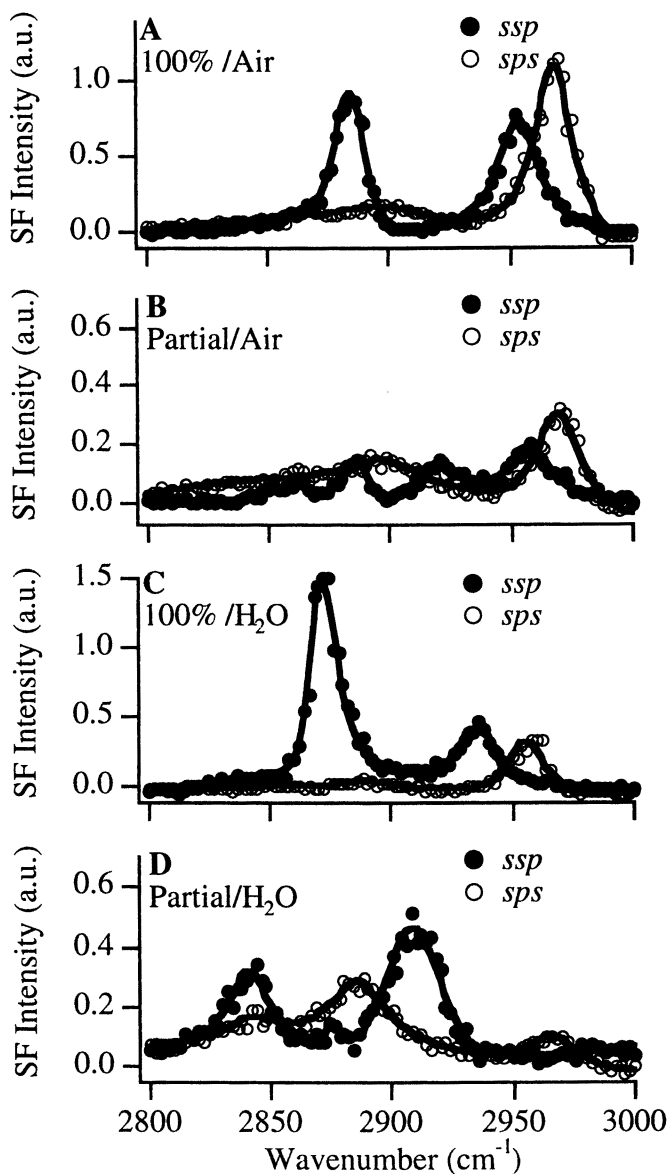 SF Intensity (a.u.)
A
100% /Air
ssp
sps
1.0
0.5
0.0
SF Intensity (a.u.)
B
Partial/Air
ssp
sps
0.6
0.4
0.2
0.0
SF Intensity (a.u.)
C
100% /H₂O
ssp
sps
1.5
1.0
0.5
0.0
SF Intensity (a.u.)
D
Partial/H₂O
ssp
sps
0.6
0.4
0.2
0.0
2800 2850 2900 2950 3000
Wavenumber (cm⁻¹)